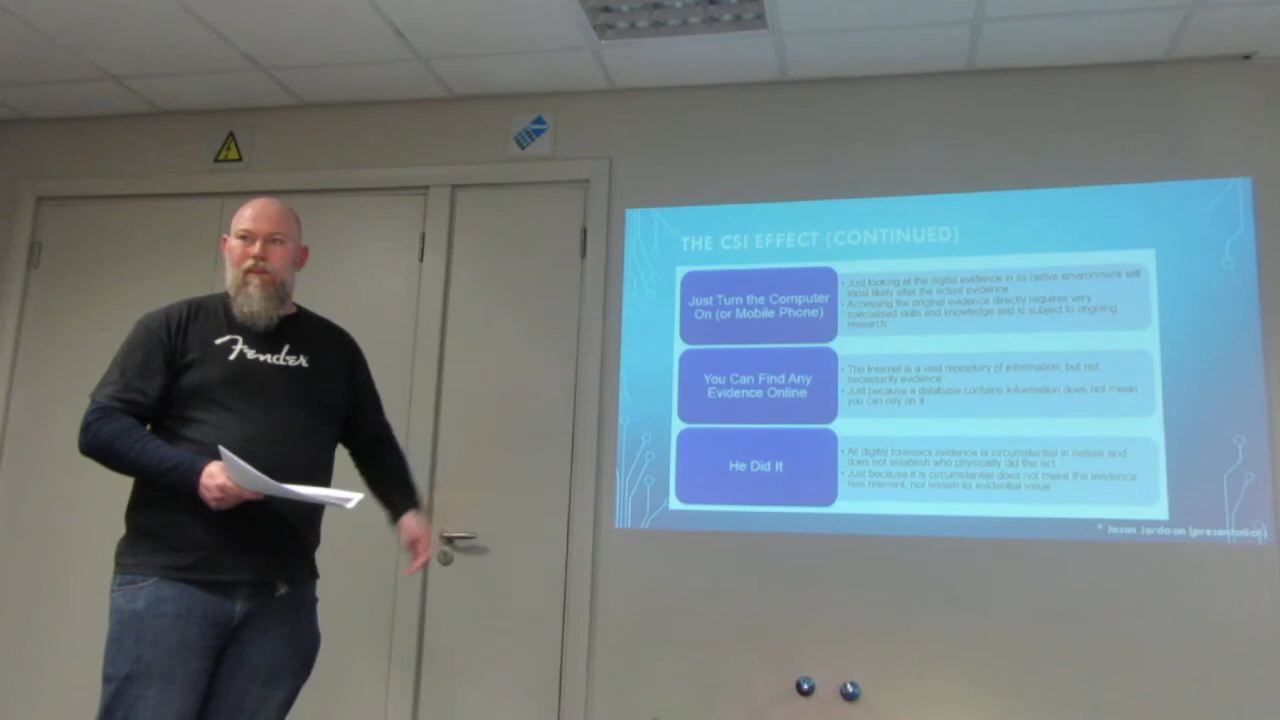 Fender
THE CSI EFFECT (CONTINUED)
Just Turn the Computer
On (or Mobile Phone)
• Just looking at the digital evidence in its native environment will
most likely alter the actual evidence
• Accessing the original evidence directly requires very
specialised skills and knowledge and is subject to ongoing
research
You Can Find Any
Evidence Online
• The Internet is a vast repository of information, but not
necessarily evidence
• Just because a database contains information does not mean
you can rely on it
He Did It
• All digital forensics evidence is circumstantial in nature and
does not establish who physically did the act
• Just because it is circumstantial does not make the evidence
less relevant, nor lessen its evidential value
* Jason Jordaan (presentation)